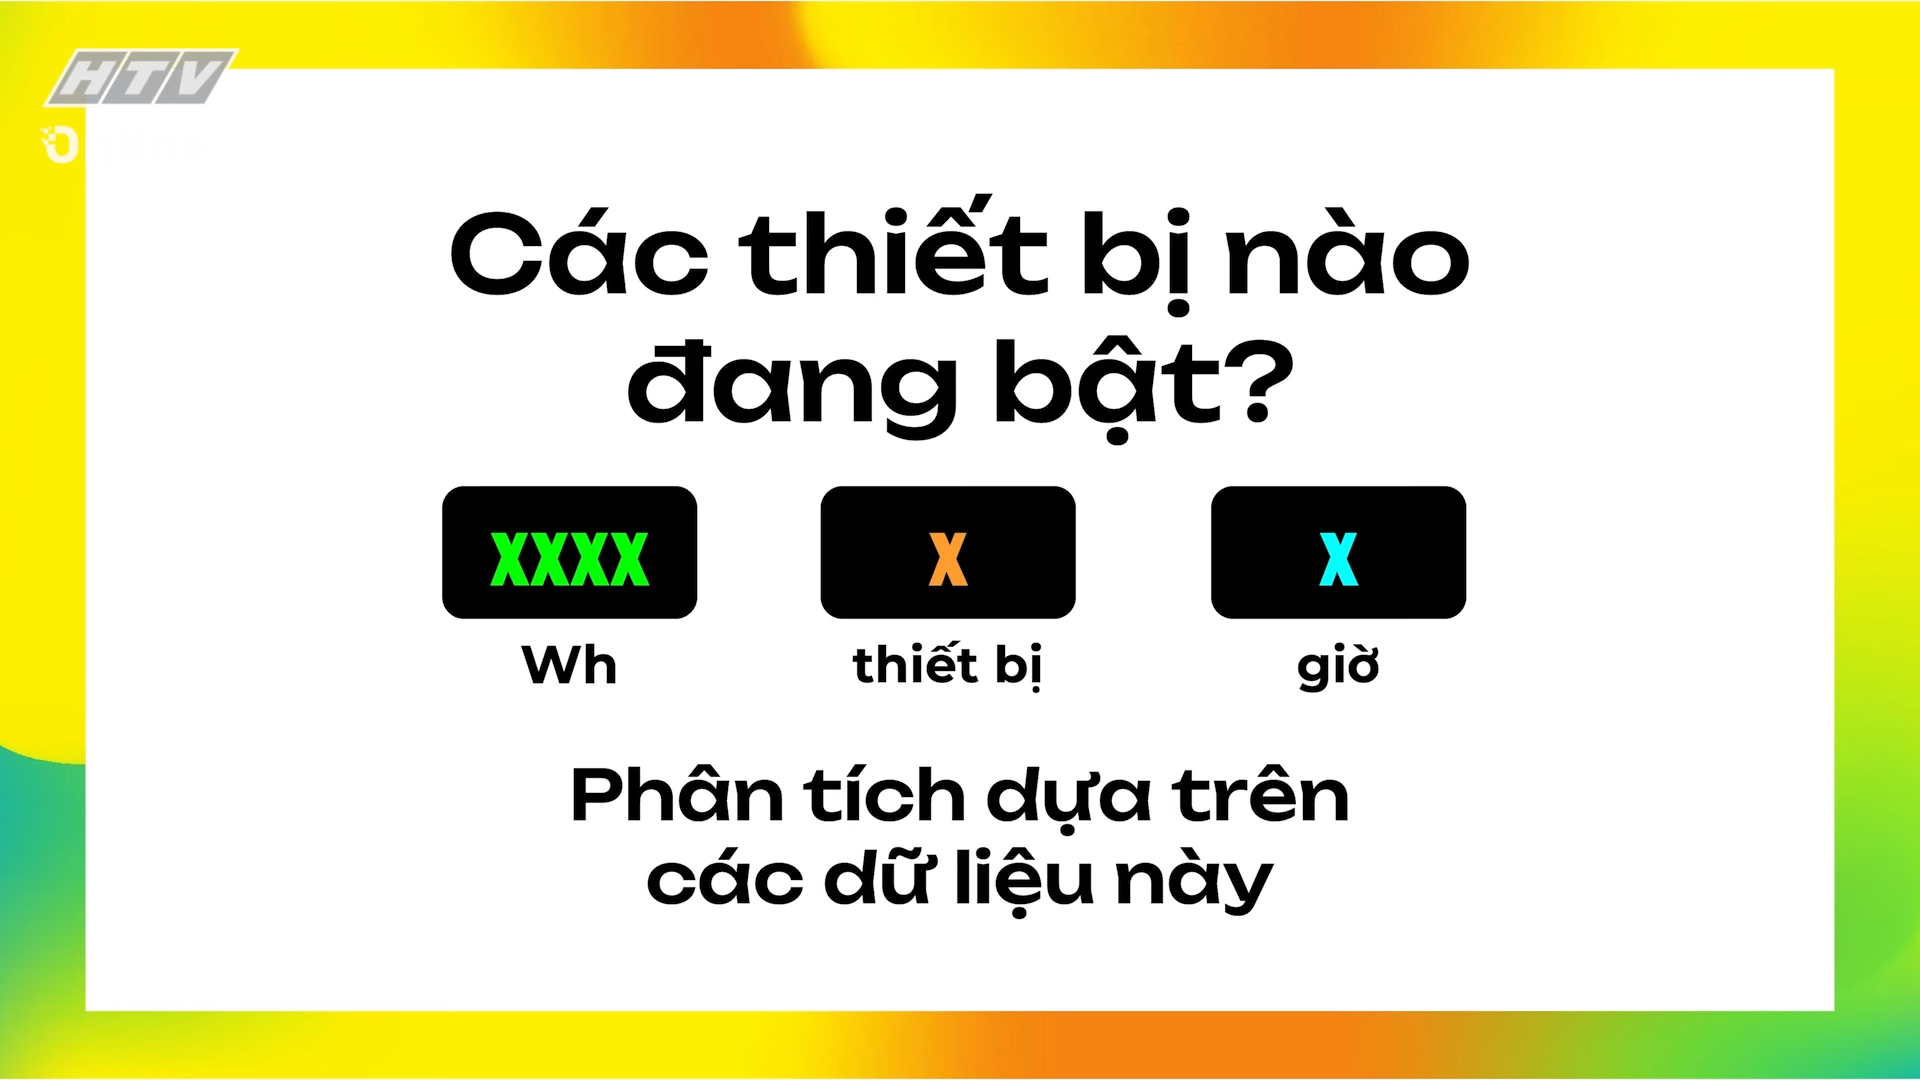 HTV
Các thiết bị nào
đang bật?
XXXX
X
X
Wh
thiết bị
giờ
Phân tích dựa trên
các dữ liệu này